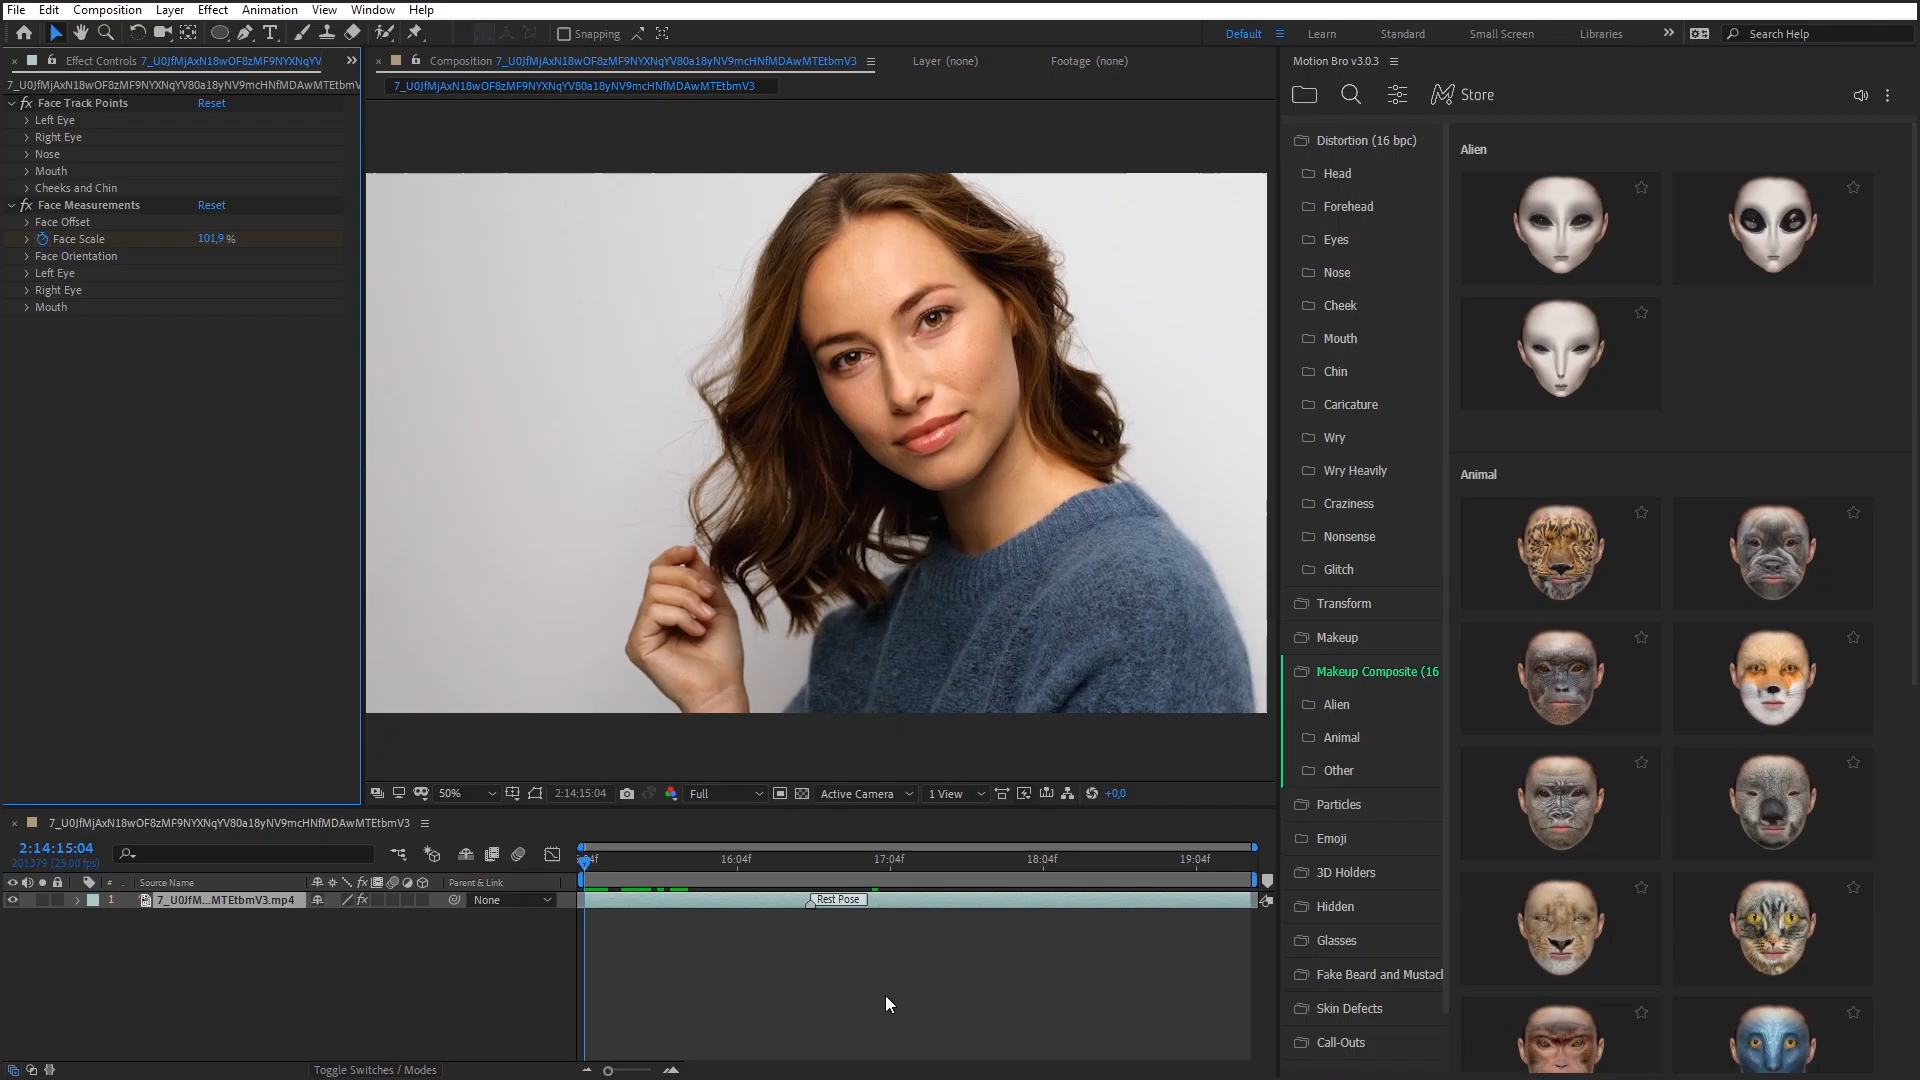 File Edit Composition Layer Effect Animation View Window Help
Snapping
Default Learn Standard Small Screen Libraries Search Help
Effect Controls 7_U0JfMjAxN18wOF8zMF9NYXNqYV
7_U0JfMjAxN18wOF8zMF9NYXNqYV80a18yNV9mcHNfMDAwMTEtbmV
Face Track Points Reset
Left Eye
Right Eye
Nose
Mouth
Cheeks and Chin
Face Measurements Reset
Face Offset
Face Scale 101,9 %
Face Orientation
Left Eye
Right Eye
Mouth
Composition 7_U0JfMjAxN18wOF8zMF9NYXNqYV80a18yNV9mcHNfMDAwMTEtbmV3
Layer (none)
Footage (none)
7_U0JfMjAxN18wOF8zMF9NYXNqYV80a18yNV9mcHNfMDAwMTEtbmV3
50% 2:14:15:04 Full Active Camera 1 View +0,0
Motion Bro v3.0.3
Store
Distortion (16 bpc)
Head
Forehead
Eyes
Nose
Cheek
Mouth
Chin
Caricature
Wry
Wry Heavily
Craziness
Nonsense
Glitch
Transform
Makeup
Makeup Composite (16
Alien
Animal
Other
Particles
Emoji
3D Holders
Hidden
Glasses
Fake Beard and Mustach
Skin Defects
Call-Outs
Alien
Animal
7_U0JfMjAxN18wOF8zMF9NYXNqYV80a18yNV9mcHNfMDAwMTEtbmV3
2:14:15:04
201379 (25.00 fps)
04f 16:04f 17:04f 18:04f 19:04f
# Source Name Parent & Link
1 7_U0JfM...MTEtbmV3.mp4 None
Rest Pose
Toggle Switches / Modes